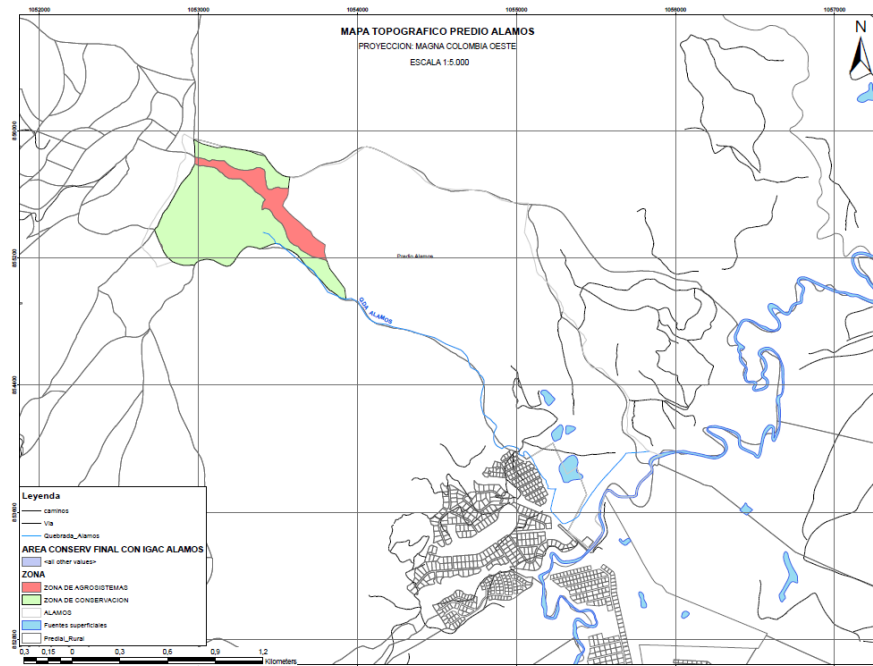 1052000 1053000 1054000 1055000 1056000 1057000
MAPA TOPOGRAFICO PREDIO ALAMOS
PROYECCION: MAGNA COLOMBIA OESTE
ESCALA 1:5.000
N
Predio Alamos
QDA. ALAMOS
Leyenda
caminos
Via
Quebrada_Alamos
AREA CONSERV FINAL CON IGAC ALAMOS
<all other values>
ZONA
ZONA DE AGROSISTEMAS
ZONA DE CONSERVACION
ALAMOS
Fuentes superficiales
Predial_Rural
0,3 0,15 0 0,3 0,6 0,9 1,2
Kilometers